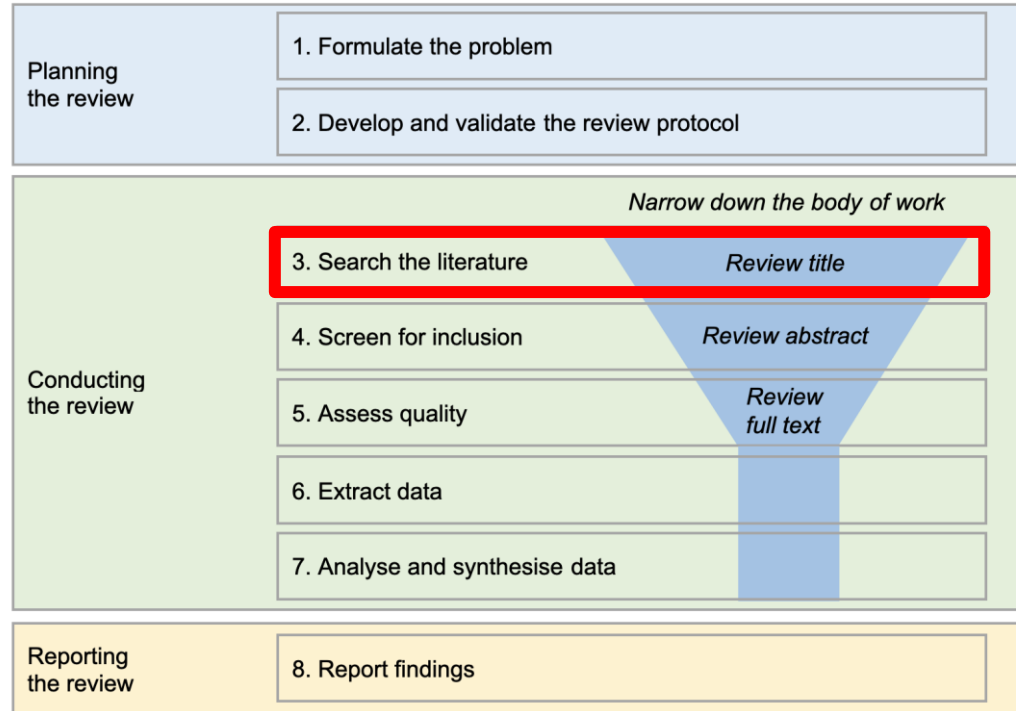 Planning
the review
1. Formulate the problem
2. Develop and validate the review protocol
Conducting
the review
Narrow down the body of work
3. Search the literature
Review title
4. Screen for inclusion
Review abstract
5. Assess quality
Review
full text
6. Extract data
7. Analyse and synthesise data
Reporting
the review
8. Report findings